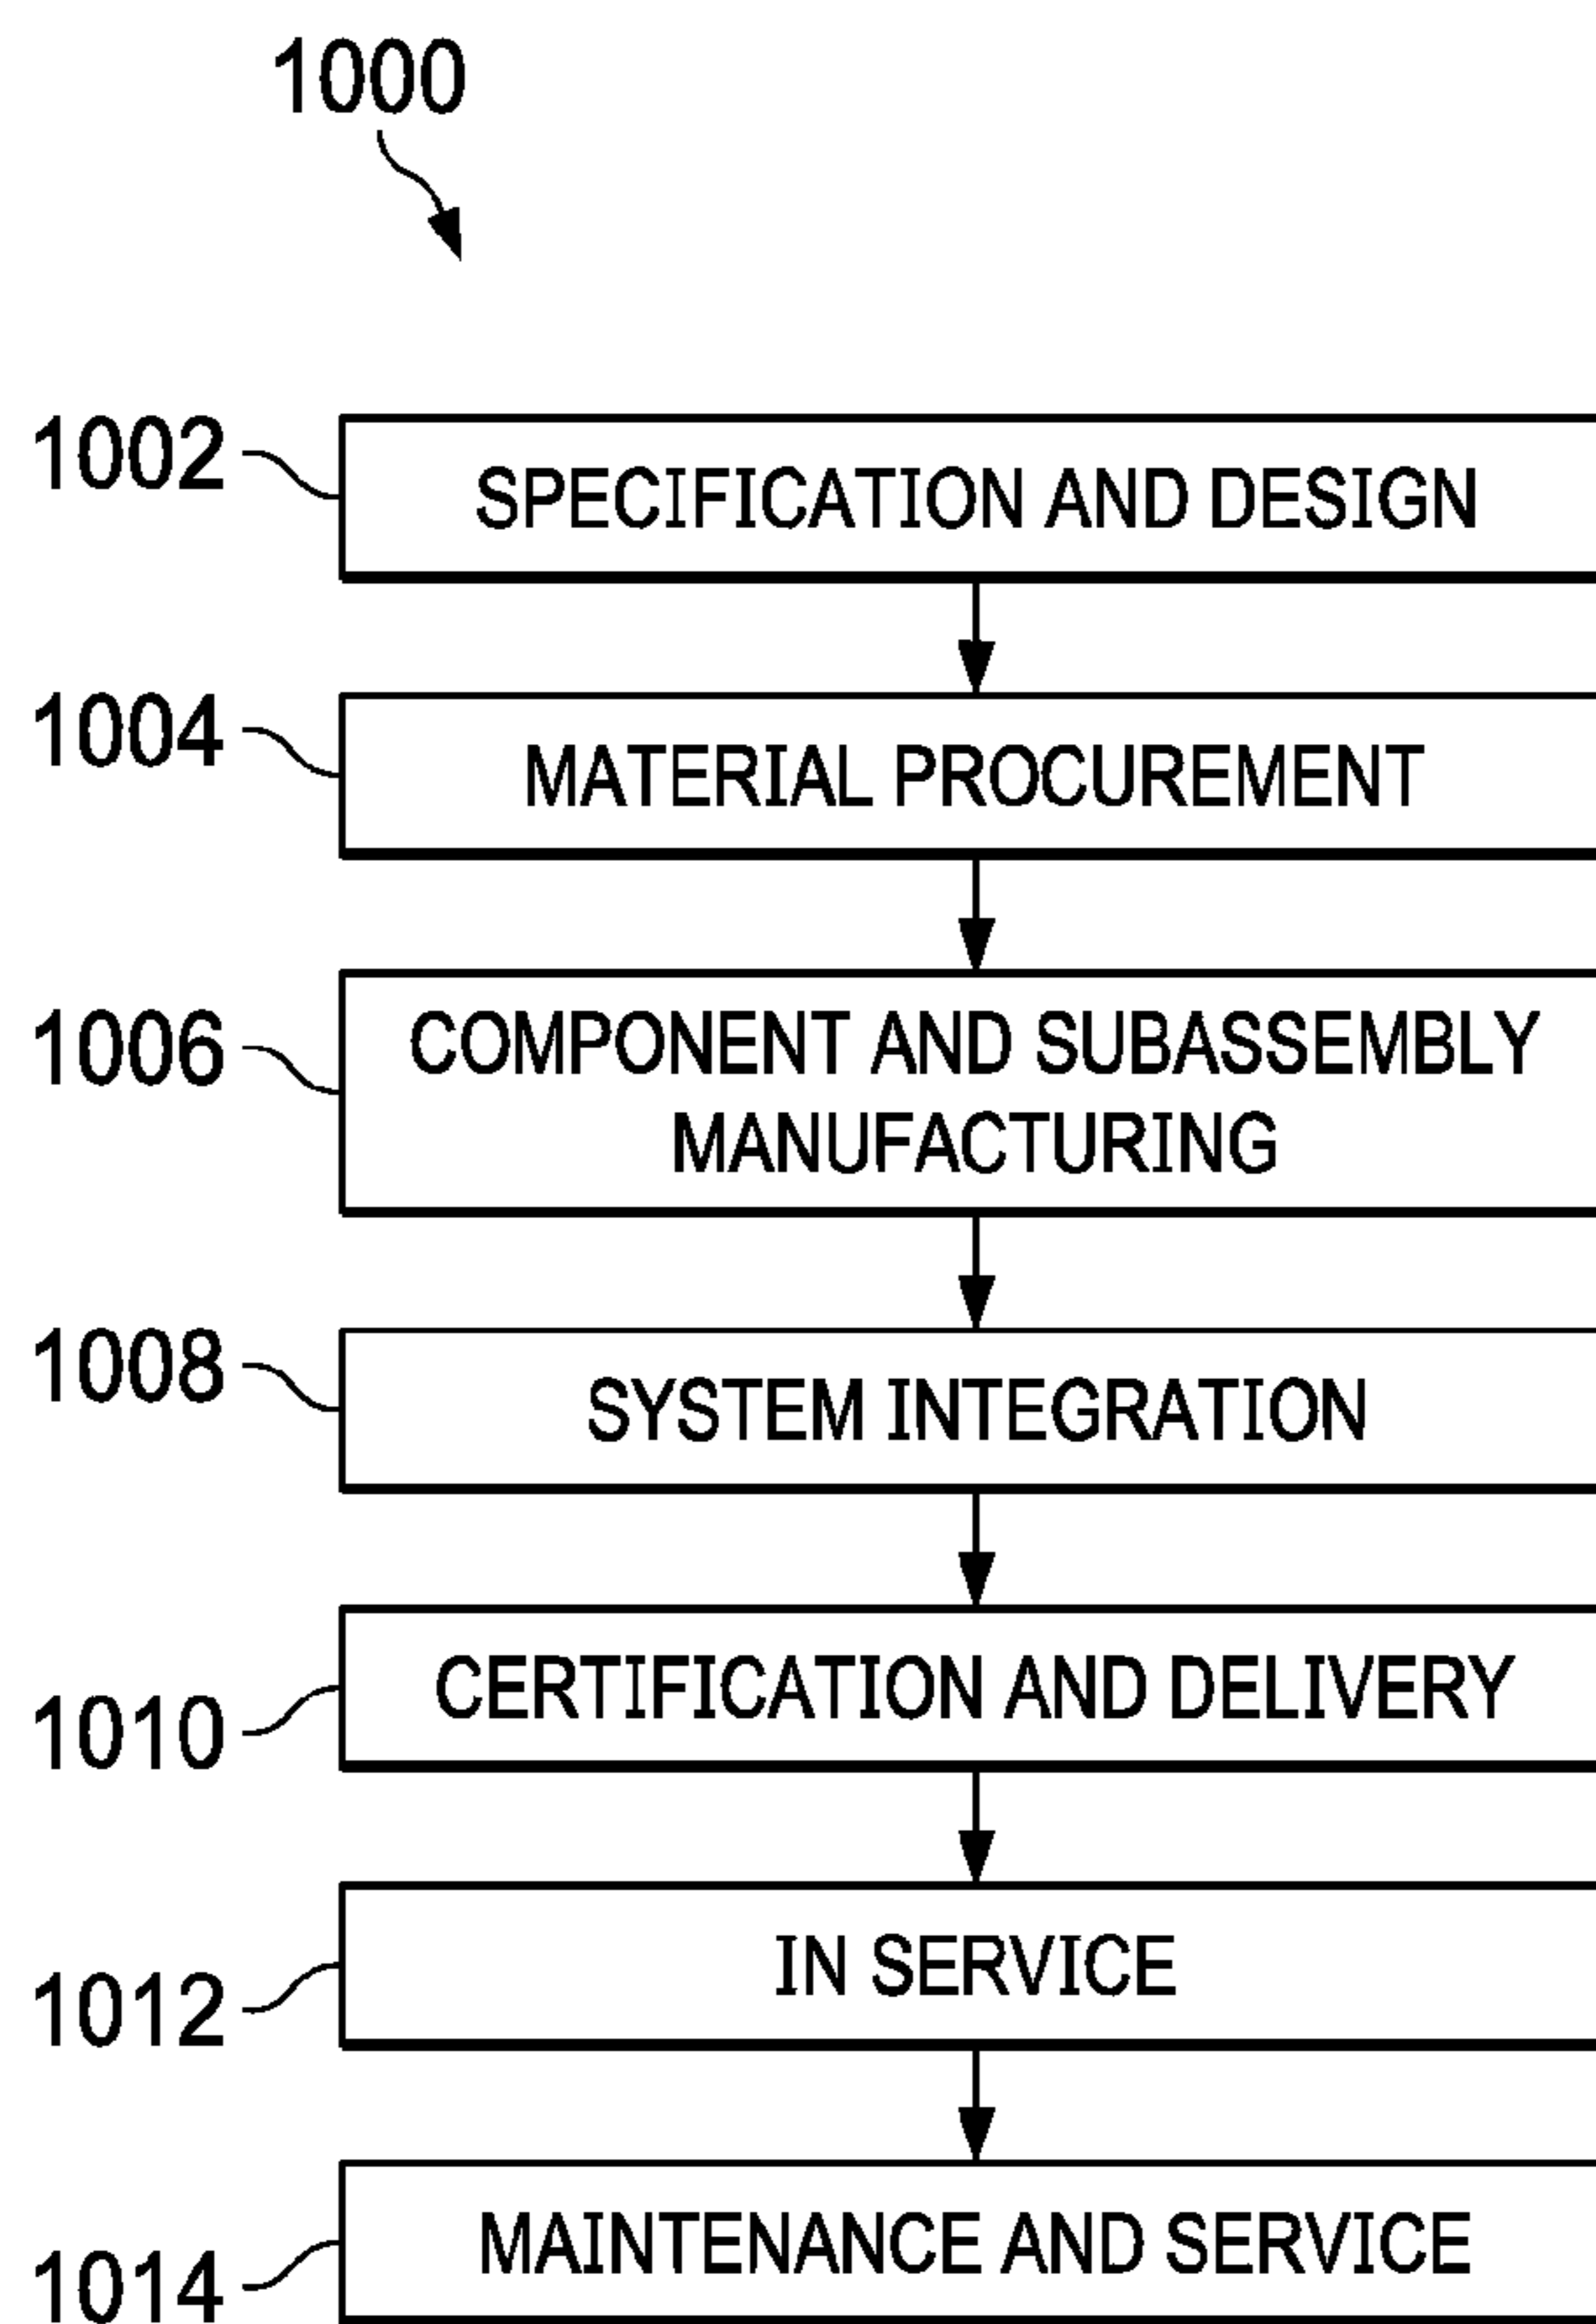 1000
1002
SPECIFICATION AND DESIGN
1004
MATERIAL PROCUREMENT
1006
COMPONENT AND SUBASSEMBLY
MANUFACTURING
1008
SYSTEM INTEGRATION
1010
CERTIFICATION AND DELIVERY
1012
IN SERVICE
1014
MAINTENANCE AND SERVICE